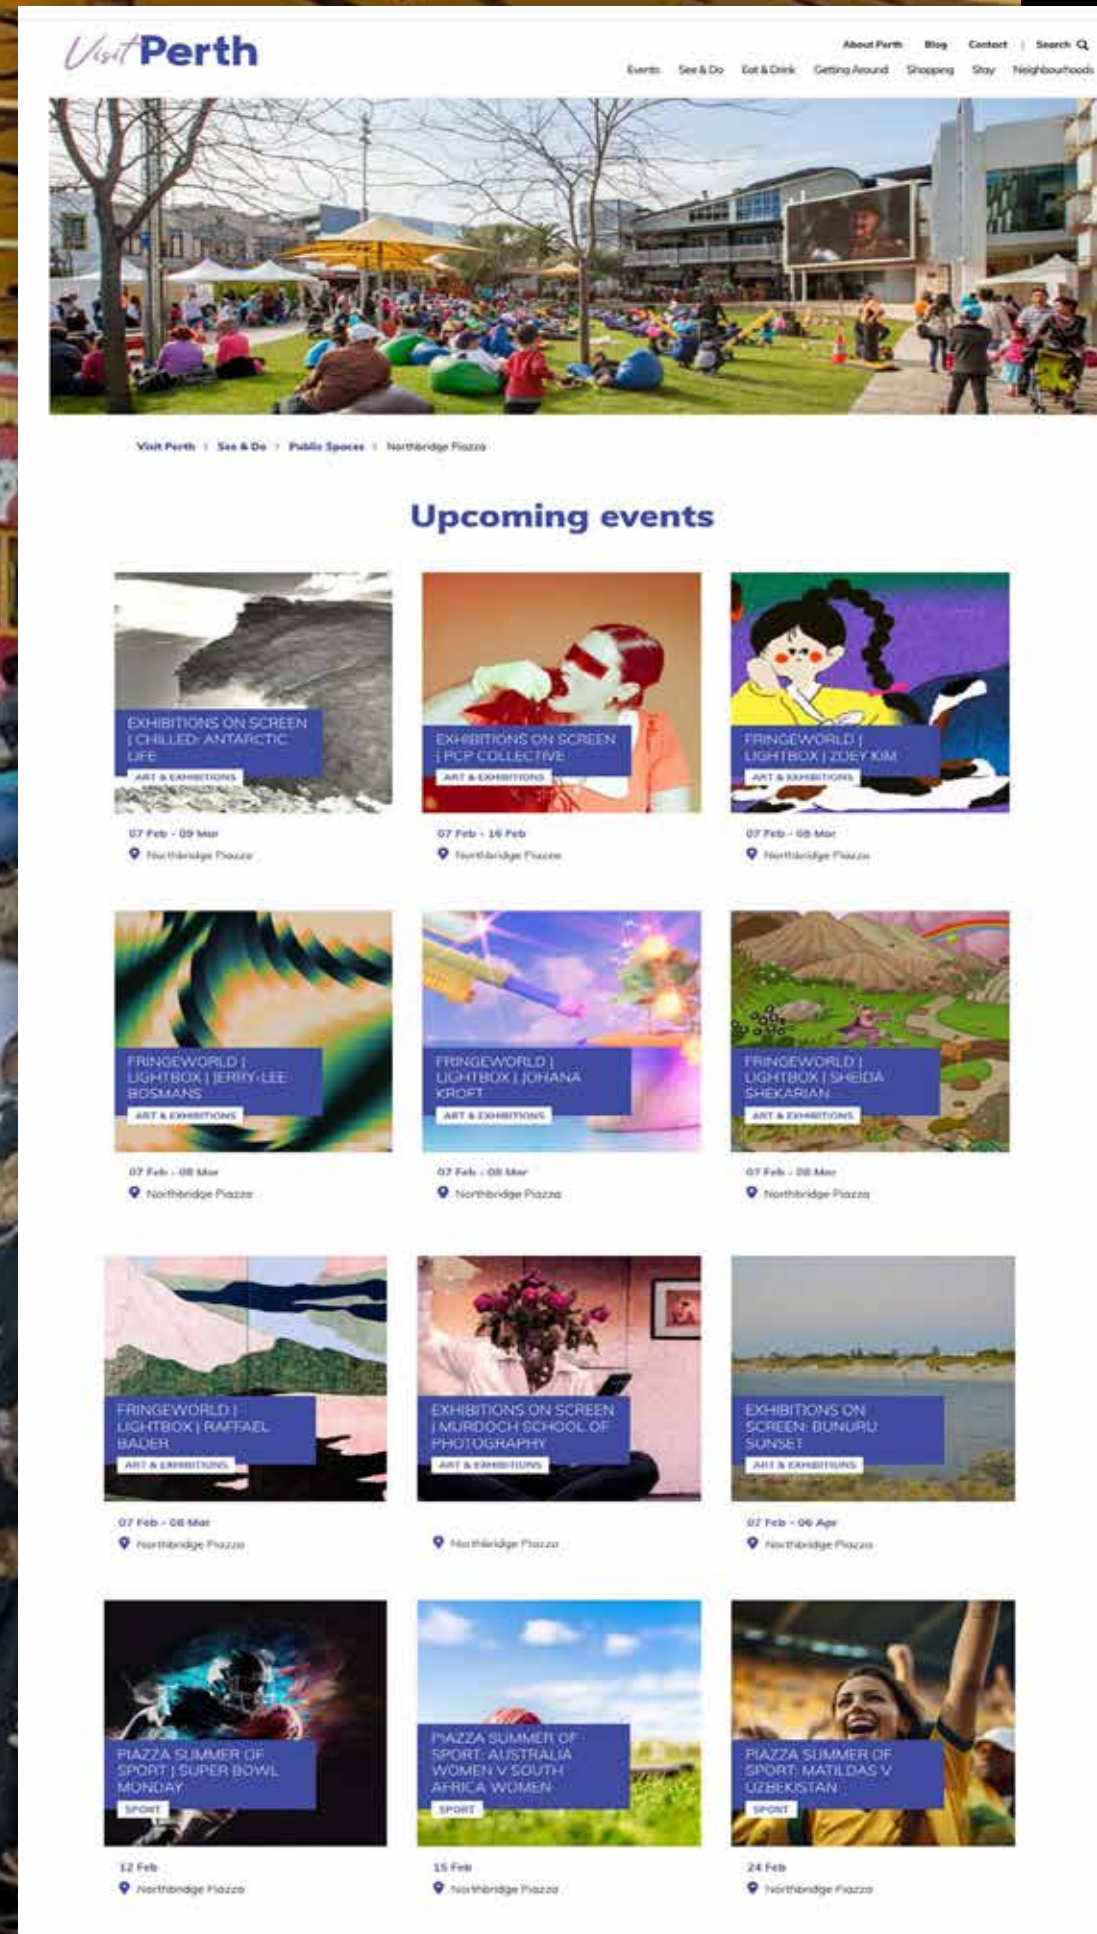 Visit Perth
About Perth Blog Contact | Search
Events See & Do Eat & Drink Getting Around Shopping Stay Neighbourhoods
Visit Perth > See & Do > Public Spaces > Northbridge Piazza
Upcoming events
EXHIBITIONS ON SCREEN
| CHILLED: ANTARCTIC
LIFE
ART & EXHIBITIONS
07 Feb - 09 Mar
Northbridge Piazza
EXHIBITIONS ON SCREEN
| PCP COLLECTIVE
ART & EXHIBITIONS
07 Feb - 16 Feb
Northbridge Piazza
FRINGEWORLD |
LIGHTBOX | ZOEY KIM
ART & EXHIBITIONS
07 Feb - 08 Mar
Northbridge Piazza
FRINGEWORLD |
LIGHTBOX | JERRY-LEE
BOSMANS
ART & EXHIBITIONS
07 Feb - 08 Mar
Northbridge Piazza
FRINGEWORLD |
LIGHTBOX | JOHANA
KROFT
ART & EXHIBITIONS
07 Feb - 08 Mar
Northbridge Piazza
FRINGEWORLD |
LIGHTBOX | SHEIDA
SHEKARIAN
ART & EXHIBITIONS
07 Feb - 08 Mar
Northbridge Piazza
FRINGEWORLD |
LIGHTBOX | RAFFAEL
BADER
ART & EXHIBITIONS
07 Feb - 08 Mar
Northbridge Piazza
EXHIBITIONS ON SCREEN
| MURDOCH SCHOOL OF
PHOTOGRAPHY
ART & EXHIBITIONS
Northbridge Piazza
EXHIBITIONS ON
SCREEN: BUNURU
SUNSET
ART & EXHIBITIONS
07 Feb - 06 Apr
Northbridge Piazza
PIAZZA SUMMER OF
SPORT | SUPER BOWL
MONDAY
SPORT
12 Feb
Northbridge Piazza
PIAZZA SUMMER OF
SPORT: AUSTRALIA
WOMEN V SOUTH
AFRICA WOMEN
SPORT
15 Feb
Northbridge Piazza
PIAZZA SUMMER OF
SPORT: MATILDAS V
UZBEKISTAN
SPORT
24 Feb
Northbridge Piazza